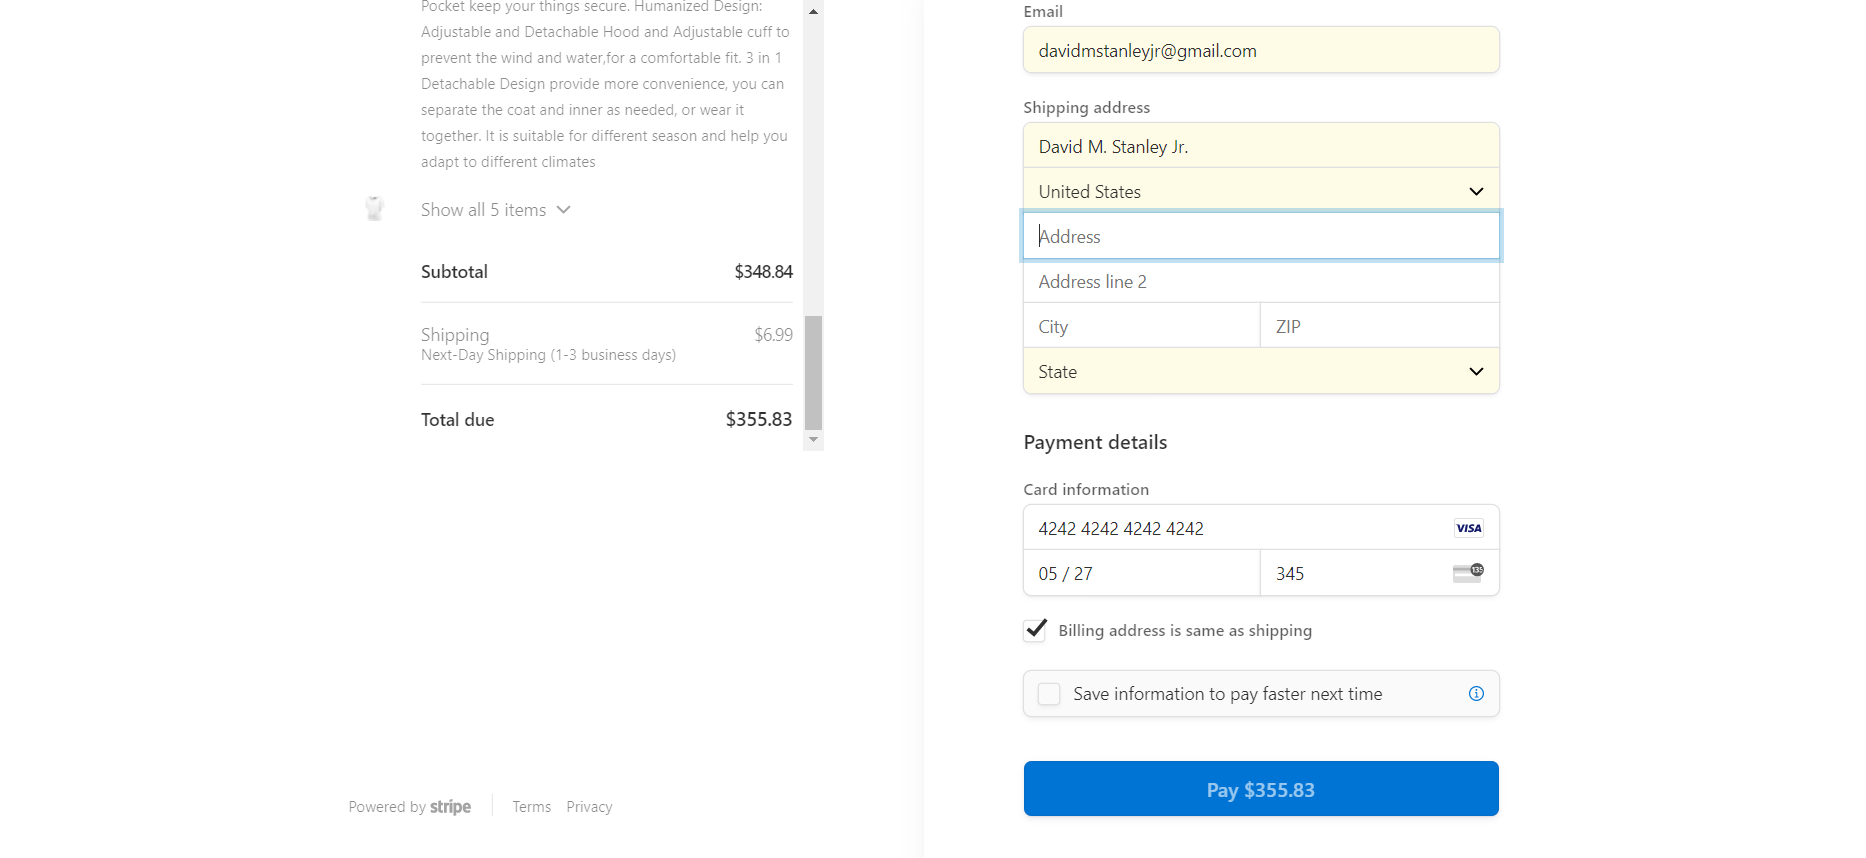 Pocket keep your things secure. Humanized Design:
Adjustable and Detachable Hood and Adjustable cuff to
prevent the wind and water,for a comfortable fit. 3 in 1
Detachable Design provide more convenience, you can
separate the coat and inner as needed, or wear it
together. It is suitable for different season and help you
adapt to different climates
Show all 5 items
Subtotal $348.84
Shipping $6.99
Next-Day Shipping (1-3 business days)
Total due $355.83
Powered by stripe Terms Privacy
Email
davidmstanleyjr@gmail.com
Shipping address
David M. Stanley Jr.
United States
Address
Address line 2
City ZIP
State
Payment details
Card information
4242 4242 4242 4242 VISA
05 / 27 345 135
Billing address is same as shipping
Save information to pay faster next time
Pay $355.83